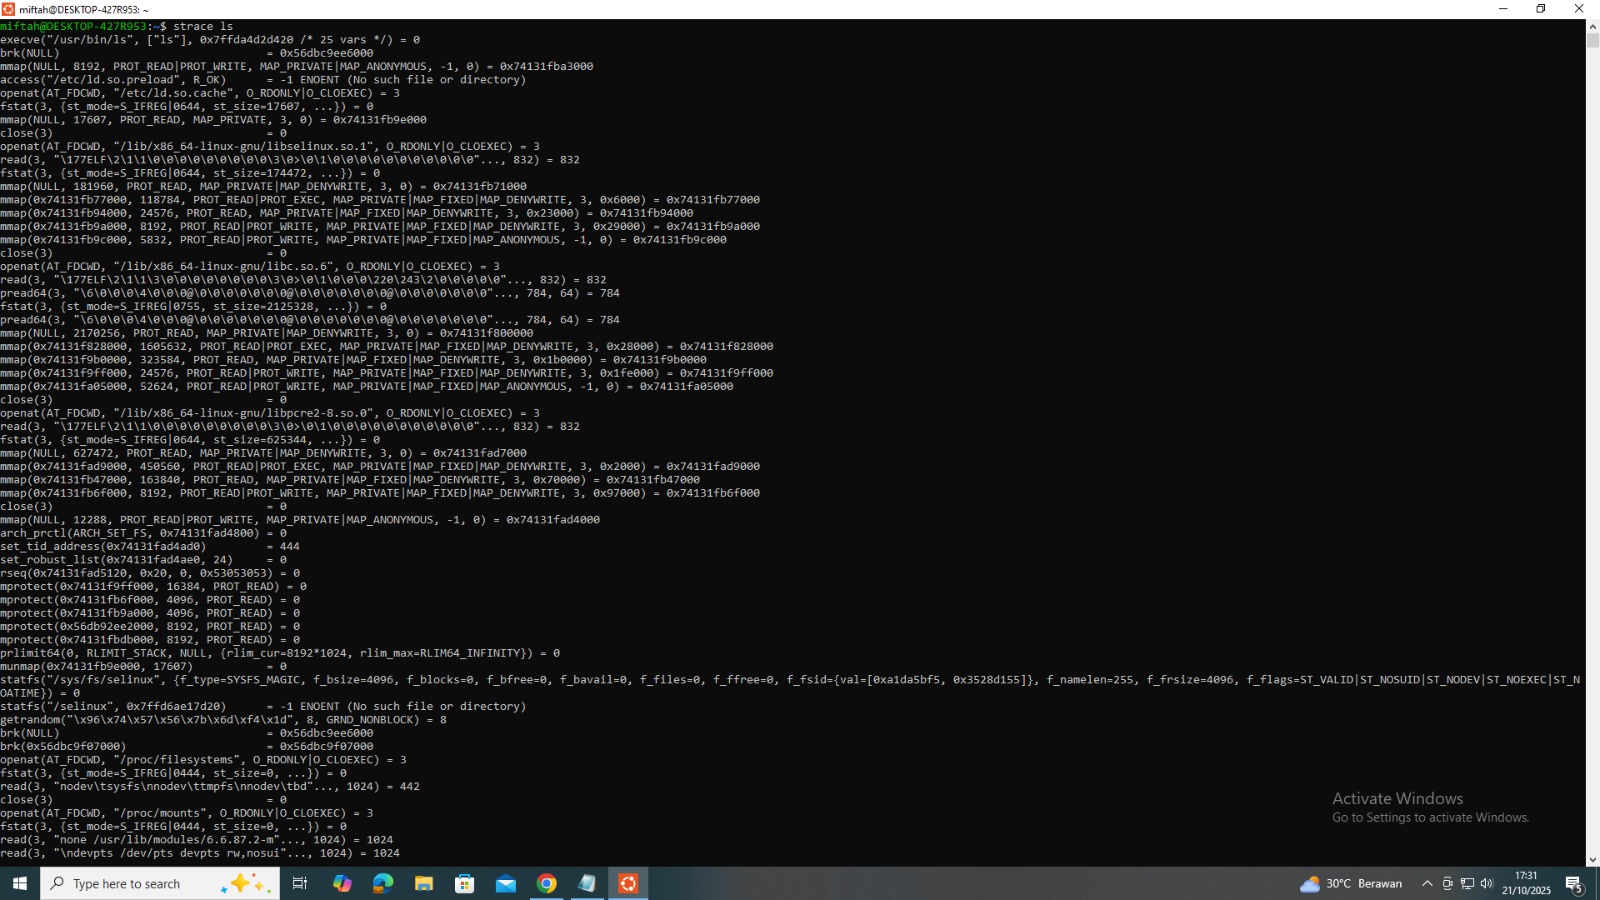 miftah@DESKTOP-427R953: ~
miftah@DESKTOP-427R953:~$ strace ls
execve("/usr/bin/ls", ["ls"], 0x7ffda4d2d420 /* 25 vars */) = 0
brk(NULL)                               = 0x56dbc9ee6000
mmap(NULL, 8192, PROT_READ|PROT_WRITE, MAP_PRIVATE|MAP_ANONYMOUS, -1, 0) = 0x74131fba3000
access("/etc/ld.so.preload", R_OK)      = -1 ENOENT (No such file or directory)
openat(AT_FDCWD, "/etc/ld.so.cache", O_RDONLY|O_CLOEXEC) = 3
fstat(3, {st_mode=S_IFREG|0644, st_size=17607, ...}) = 0
mmap(NULL, 17607, PROT_READ, MAP_PRIVATE, 3, 0) = 0x74131fb9e000
close(3)                                = 0
openat(AT_FDCWD, "/lib/x86_64-linux-gnu/libselinux.so.1", O_RDONLY|O_CLOEXEC) = 3
read(3, "\177ELF\2\1\1\0\0\0\0\0\0\0\0\0\3\0>\0\1\0\0\0\0\0\0\0\0\0\0\0"..., 832) = 832
fstat(3, {st_mode=S_IFREG|0644, st_size=174472, ...}) = 0
mmap(NULL, 181960, PROT_READ, MAP_PRIVATE|MAP_DENYWRITE, 3, 0) = 0x74131fb71000
mmap(0x74131fb77000, 118784, PROT_READ|PROT_EXEC, MAP_PRIVATE|MAP_FIXED|MAP_DENYWRITE, 3, 0x6000) = 0x74131fb77000
mmap(0x74131fb94000, 24576, PROT_READ, MAP_PRIVATE|MAP_FIXED|MAP_DENYWRITE, 3, 0x23000) = 0x74131fb94000
mmap(0x74131fb9a000, 8192, PROT_READ|PROT_WRITE, MAP_PRIVATE|MAP_FIXED|MAP_DENYWRITE, 3, 0x29000) = 0x74131fb9a000
mmap(0x74131fb9c000, 5832, PROT_READ|PROT_WRITE, MAP_PRIVATE|MAP_FIXED|MAP_ANONYMOUS, -1, 0) = 0x74131fb9c000
close(3)                                = 0
openat(AT_FDCWD, "/lib/x86_64-linux-gnu/libc.so.6", O_RDONLY|O_CLOEXEC) = 3
read(3, "\177ELF\2\1\1\3\0\0\0\0\0\0\0\0\3\0>\0\1\0\0\0\220\243\2\0\0\0\0\0"..., 832) = 832
pread64(3, "\6\0\0\0\4\0\0\0@\0\0\0\0\0\0\0@\0\0\0\0\0\0\0@\0\0\0\0\0\0\0"..., 784, 64) = 784
fstat(3, {st_mode=S_IFREG|0755, st_size=2125328, ...}) = 0
pread64(3, "\6\0\0\0\4\0\0\0@\0\0\0\0\0\0\0@\0\0\0\0\0\0\0@\0\0\0\0\0\0\0"..., 784, 64) = 784
mmap(NULL, 2170256, PROT_READ, MAP_PRIVATE|MAP_DENYWRITE, 3, 0) = 0x74131f800000
mmap(0x74131f828000, 1605632, PROT_READ|PROT_EXEC, MAP_PRIVATE|MAP_FIXED|MAP_DENYWRITE, 3, 0x28000) = 0x74131f828000
mmap(0x74131f9b0000, 323584, PROT_READ, MAP_PRIVATE|MAP_FIXED|MAP_DENYWRITE, 3, 0x1b0000) = 0x74131f9b0000
mmap(0x74131f9ff000, 24576, PROT_READ|PROT_WRITE, MAP_PRIVATE|MAP_FIXED|MAP_DENYWRITE, 3, 0x1fe000) = 0x74131f9ff000
mmap(0x74131fa05000, 52624, PROT_READ|PROT_WRITE, MAP_PRIVATE|MAP_FIXED|MAP_ANONYMOUS, -1, 0) = 0x74131fa05000
close(3)                                = 0
openat(AT_FDCWD, "/lib/x86_64-linux-gnu/libpcre2-8.so.0", O_RDONLY|O_CLOEXEC) = 3
read(3, "\177ELF\2\1\1\0\0\0\0\0\0\0\0\0\3\0>\0\1\0\0\0\0\0\0\0\0\0\0\0"..., 832) = 832
fstat(3, {st_mode=S_IFREG|0644, st_size=625344, ...}) = 0
mmap(NULL, 627472, PROT_READ, MAP_PRIVATE|MAP_DENYWRITE, 3, 0) = 0x74131fad7000
mmap(0x74131fad9000, 450560, PROT_READ|PROT_EXEC, MAP_PRIVATE|MAP_FIXED|MAP_DENYWRITE, 3, 0x2000) = 0x74131fad9000
mmap(0x74131fb47000, 163840, PROT_READ, MAP_PRIVATE|MAP_FIXED|MAP_DENYWRITE, 3, 0x70000) = 0x74131fb47000
mmap(0x74131fb6f000, 8192, PROT_READ|PROT_WRITE, MAP_PRIVATE|MAP_FIXED|MAP_DENYWRITE, 3, 0x97000) = 0x74131fb6f000
close(3)                                = 0
mmap(NULL, 12288, PROT_READ|PROT_WRITE, MAP_PRIVATE|MAP_ANONYMOUS, -1, 0) = 0x74131fad4000
arch_prctl(ARCH_SET_FS, 0x74131fad4800) = 0
set_tid_address(0x74131fad4ad0)         = 444
set_robust_list(0x74131fad4ae0, 24)     = 0
rseq(0x74131fad5120, 0x20, 0, 0x53053053) = 0
mprotect(0x74131f9ff000, 16384, PROT_READ) = 0
mprotect(0x74131fb6f000, 4096, PROT_READ) = 0
mprotect(0x74131fb9a000, 4096, PROT_READ) = 0
mprotect(0x56db92ee2000, 8192, PROT_READ) = 0
mprotect(0x74131fbdb000, 8192, PROT_READ) = 0
prlimit64(0, RLIMIT_STACK, NULL, {rlim_cur=8192*1024, rlim_max=RLIM64_INFINITY}) = 0
munmap(0x74131fb9e000, 17607)           = 0
statfs("/sys/fs/selinux", {f_type=SYSFS_MAGIC, f_bsize=4096, f_blocks=0, f_bfree=0, f_bavail=0, f_files=0, f_ffree=0, f_fsid={val=[0xa1da5bf5, 0x3528d155]}, f_namelen=255, f_frsize=4096, f_flags=ST_VALID|ST_NOSUID|ST_NODEV|ST_NOEXEC|ST_N
OATIME}) = 0
statfs("/selinux", 0x7ffd6ae17d20)      = -1 ENOENT (No such file or directory)
getrandom("\x96\x74\x57\x56\x7b\x6d\xf4\x1d", 8, GRND_NONBLOCK) = 8
brk(NULL)                               = 0x56dbc9ee6000
brk(0x56dbc9f07000)                     = 0x56dbc9f07000
openat(AT_FDCWD, "/proc/filesystems", O_RDONLY|O_CLOEXEC) = 3
fstat(3, {st_mode=S_IFREG|0444, st_size=0, ...}) = 0
read(3, "nodev\tsysfs\nnodev\ttmpfs\nnodev\tbd"..., 1024) = 442
close(3)                                = 0
openat(AT_FDCWD, "/proc/mounts", O_RDONLY|O_CLOEXEC) = 3
fstat(3, {st_mode=S_IFREG|0444, st_size=0, ...}) = 0
read(3, "none /usr/lib/modules/6.6.87.2-m"..., 1024) = 1024
read(3, "\ndevpts /dev/pts devpts rw,nosui"..., 1024) = 1024
Activate Windows
Go to Settings to activate Windows.
Type here to search
30°C Berawan
17:31
21/10/2025
5